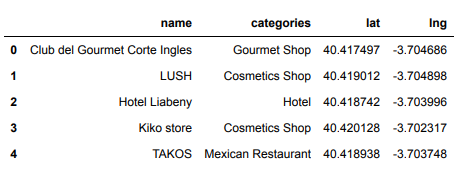 name categories lat lng
0 Club del Gourmet Corte Ingles Gourmet Shop 40.417497 -3.704686
1 LUSH Cosmetics Shop 40.419012 -3.704898
2 Hotel Liabeny Hotel 40.418742 -3.703996
3 Kiko store Cosmetics Shop 40.420128 -3.702317
4 TAKOS Mexican Restaurant 40.418938 -3.703748